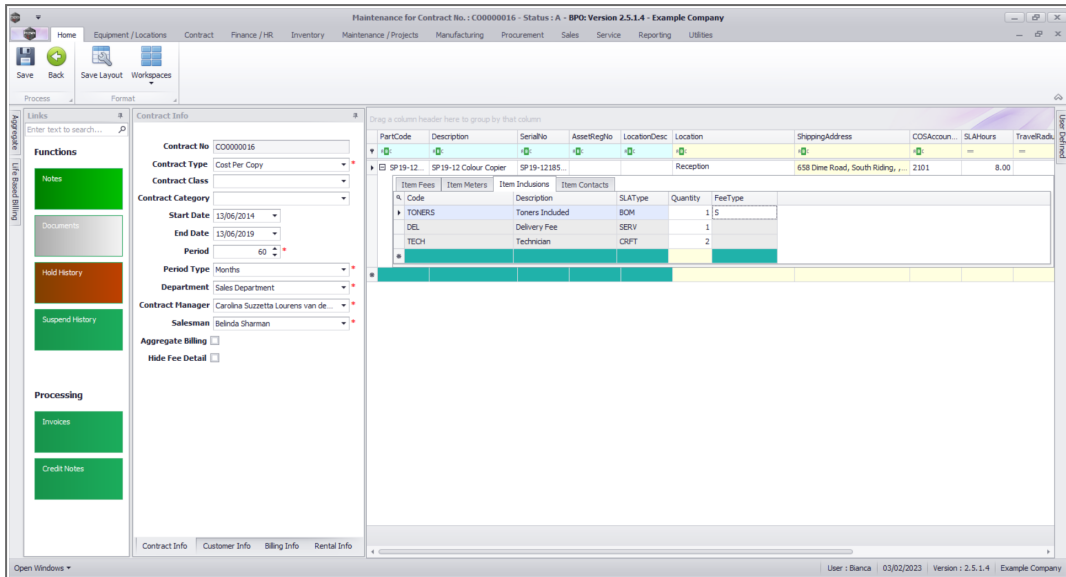 Maintenance for Contract No. : CO0000016 - Status : A - BPO: Version 2.5.1.4 - Example Company
Home Equipment / Locations Contract Finance / HR Inventory Maintenance / Projects Manufacturing Procurement Sales Service Reporting Utilities
Save Back Save Layout Workspaces
Process Format
Aggregate
Life Based Billing
Links
Enter text to search...
Functions
Notes
Documents
Hold History
Suspend History
Processing
Invoices
Credit Notes
Contract Info
Contract No CO0000016
Contract Type Cost Per Copy *
Contract Class
Contract Category
Start Date 13/06/2014
End Date 13/06/2019
Period 60 *
Period Type Months *
Department Sales Department *
Contract Manager Carolina Suzzetta Lourens van de... *
Salesman Belinda Sharman *
Aggregate Billing
Hide Fee Detail
Contract Info Customer Info Billing Info Rental Info
Drag a column header here to group by that column
PartCode Description SerialNo AssetRegNo LocationDesc Location ShippingAddress COSAccoun... SLAHours TravelRadiu
= =
SP19-12... SP19-12 Colour Copier SP19-12185... Reception 658 Dime Road, South Riding, ,... 2101 8.00
Item Fees Item Meters Item Inclusions Item Contacts
Code Description SLAType Quantity FeeType
TONERS Toners Included BOM 1 S
DEL Delivery Fee SERV 1
TECH Technician CRFT 2
User Defined
Open Windows
User : Bianca 03/02/2023 Version : 2.5.1.4 Example Company